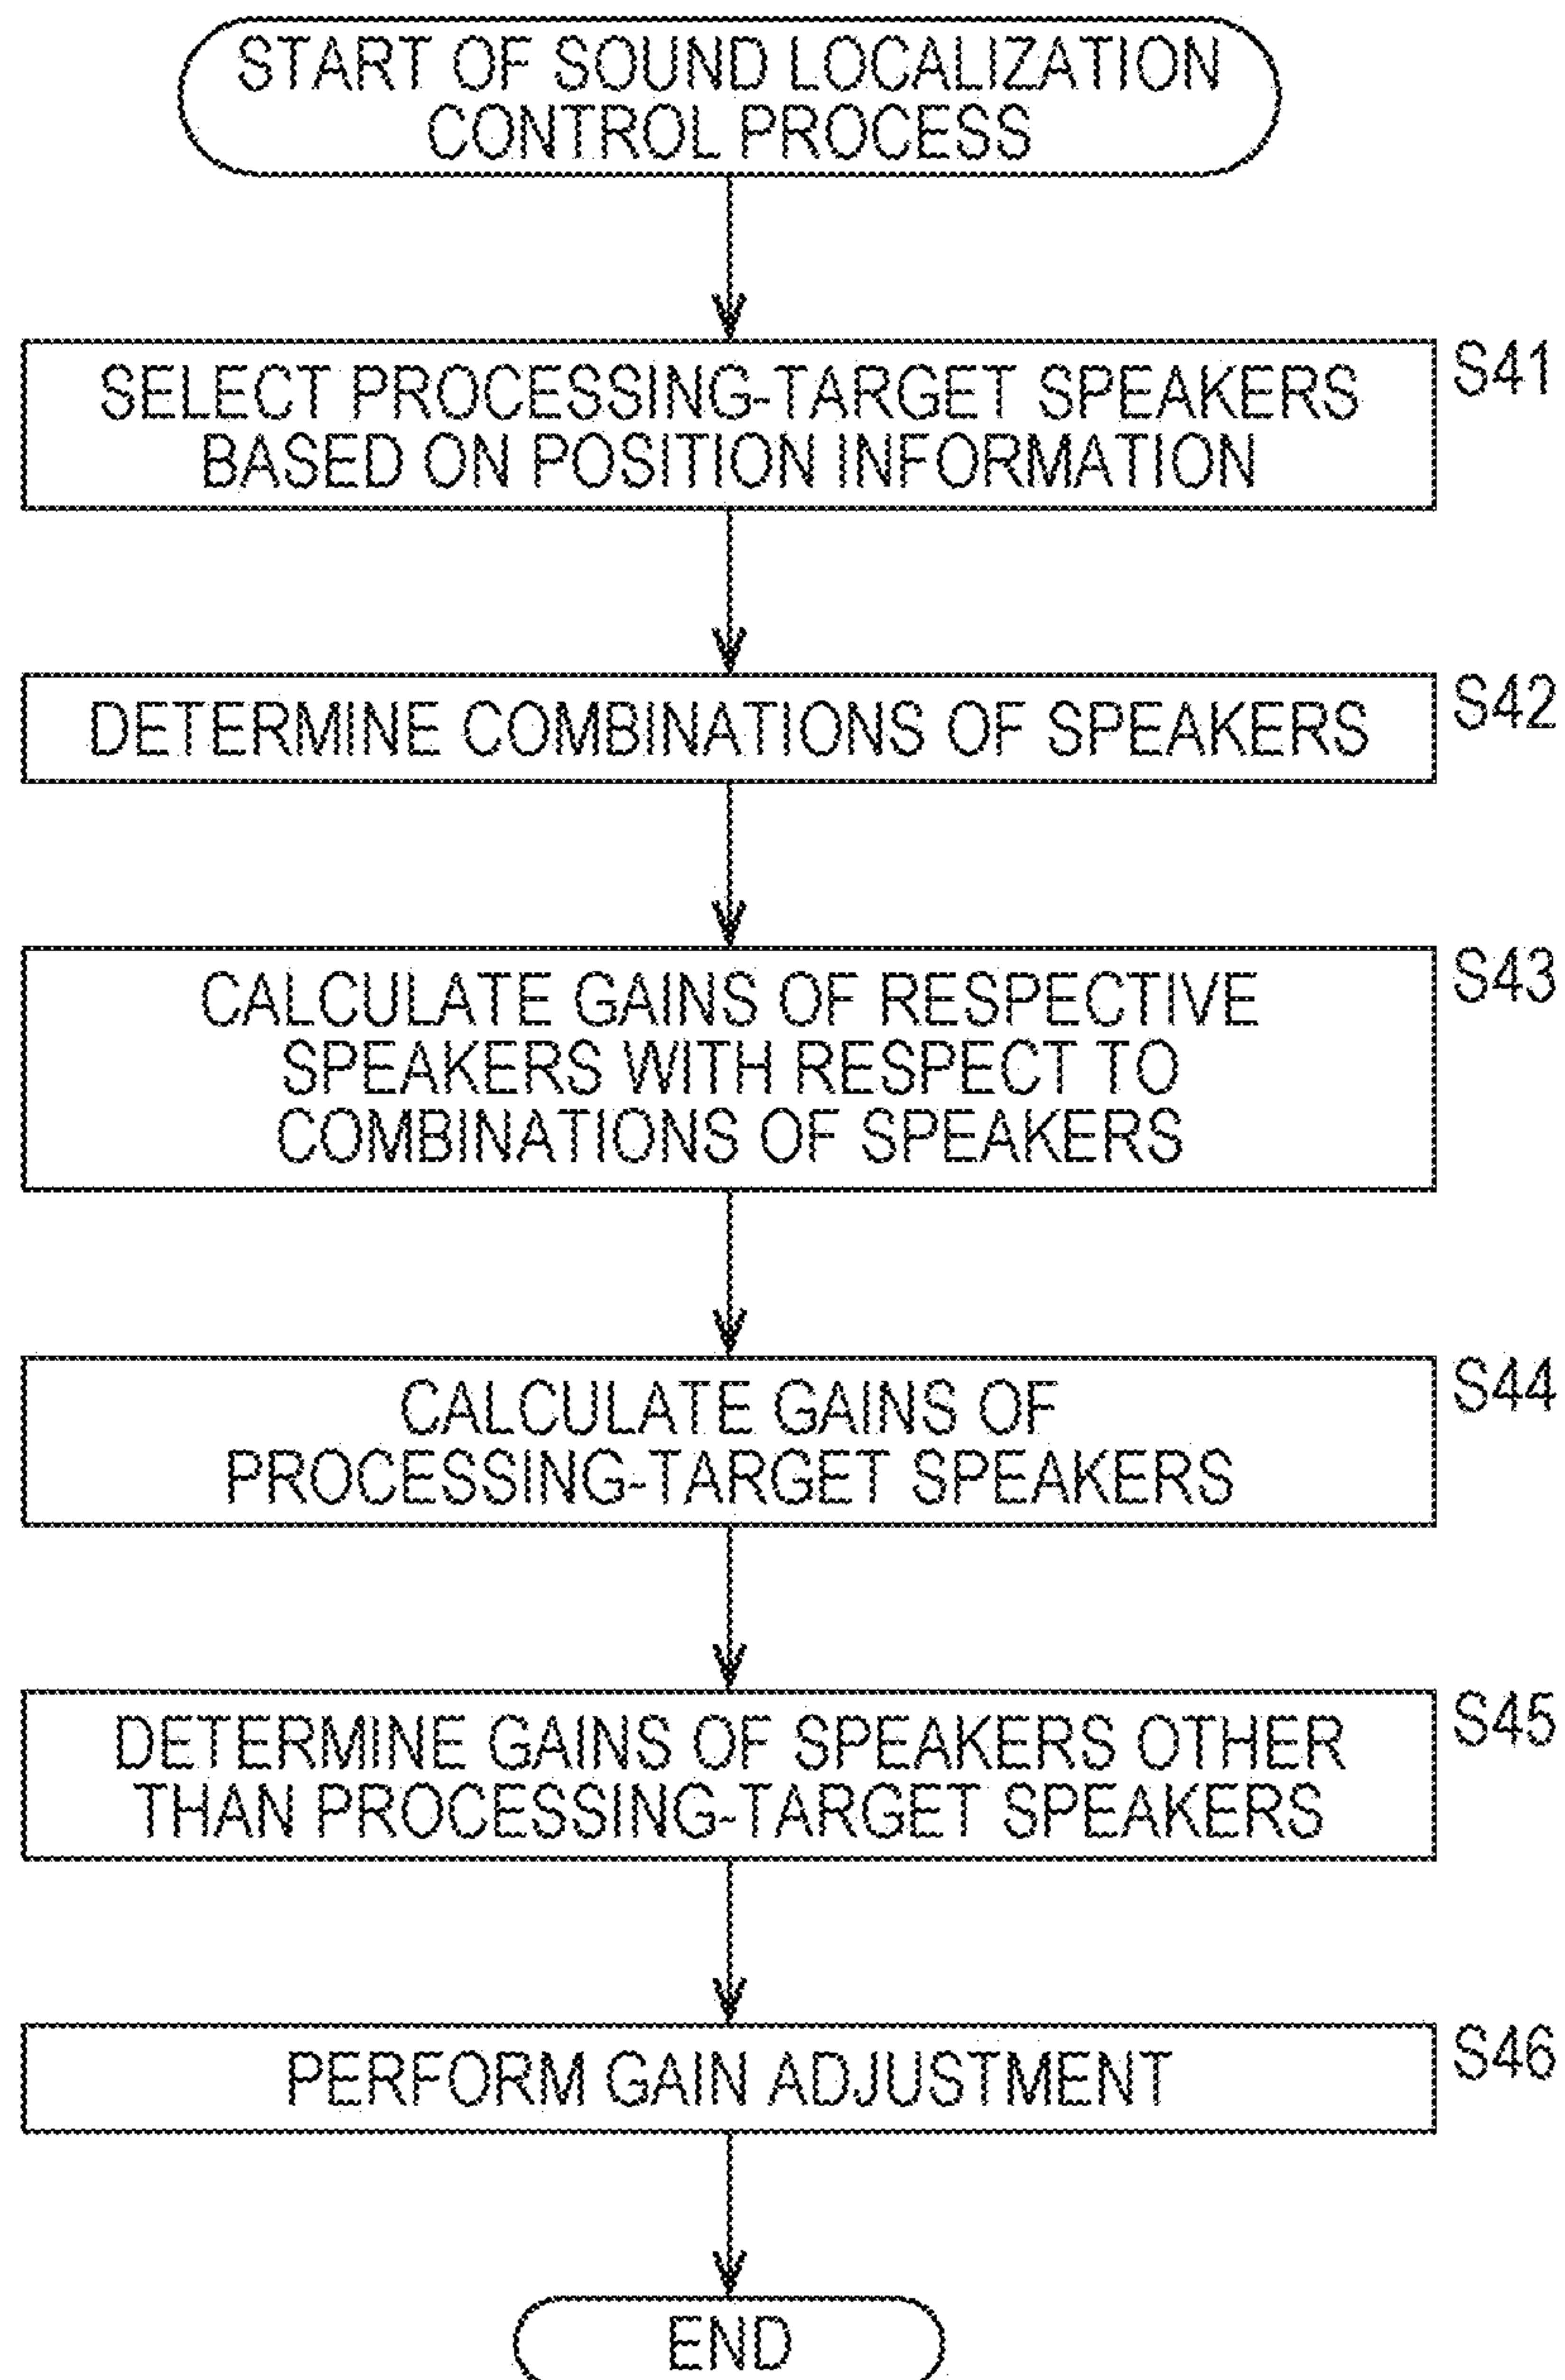 START OF SOUND LOCALIZATION
CONTROL PROCESS
SELECT PROCESSING-TARGET SPEAKERS
BASED ON POSITION INFORMATION
S41
DETERMINE COMBINATIONS OF SPEAKERS
S42
CALCULATE GAINS OF RESPECTIVE
SPEAKERS WITH RESPECT TO
COMBINATIONS OF SPEAKERS
S43
CALCULATE GAINS OF
PROCESSING-TARGET SPEAKERS
S44
DETERMINE GAINS OF SPEAKERS OTHER
THAN PROCESSING-TARGET SPEAKERS
S45
PERFORM GAIN ADJUSTMENT
S46
END